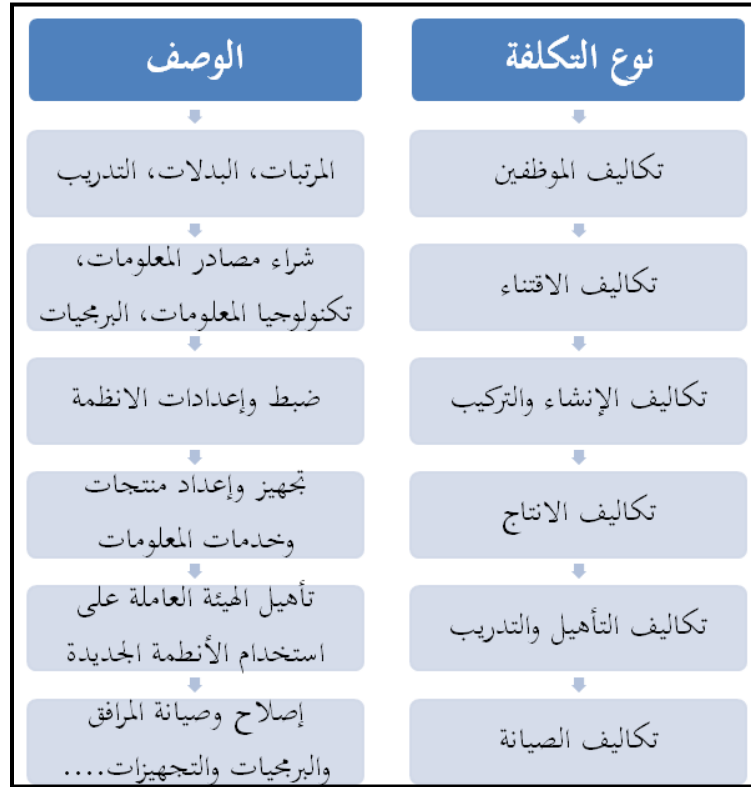 نوع التكلفة
الوصف
تكاليف الموظفين
المرتبات، البدلات، التدريب
تكاليف الاقتناء
شراء مصادر المعلومات،
تكنولوجيا المعلومات، البرمجيات
تكاليف الإنشاء والتركيب
ضبط وإعدادات الانظمة
تكاليف الانتاج
تجهيز وإعداد منتجات
وخدمات المعلومات
تكاليف التأهيل والتدريب
تأهيل الهيئة العاملة على
استخدام الأنطمة الجديدة
تكاليف الصيانة
إصلاح وصيانة المرافق
والبرمجيات والتجهيزات....